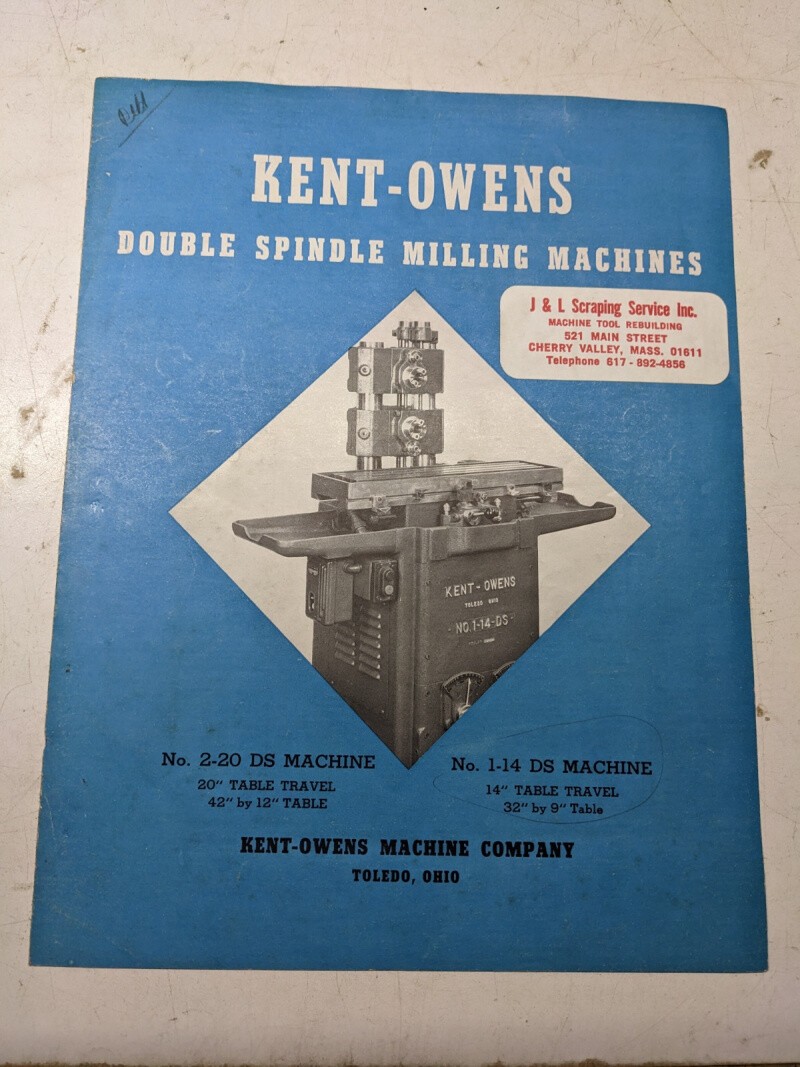 KENT-OWENS
DOUBLE SPINDLE MILLING MACHINES
J & L Scraping Service Inc.
MACHINE TOOL REBUILDING
521 MAIN STREET
CHERRY VALLEY, MASS. 01611
Telephone 617 - 892-4856
KENT - OWENS
TOLEDO OHIO
- NO. 1-14-DS -
No. 2-20 DS MACHINE
20" TABLE TRAVEL
42" by 12" TABLE
No. 1-14 DS MACHINE
14" TABLE TRAVEL
32" by 9" Table
KENT-OWENS MACHINE COMPANY
TOLEDO, OHIO